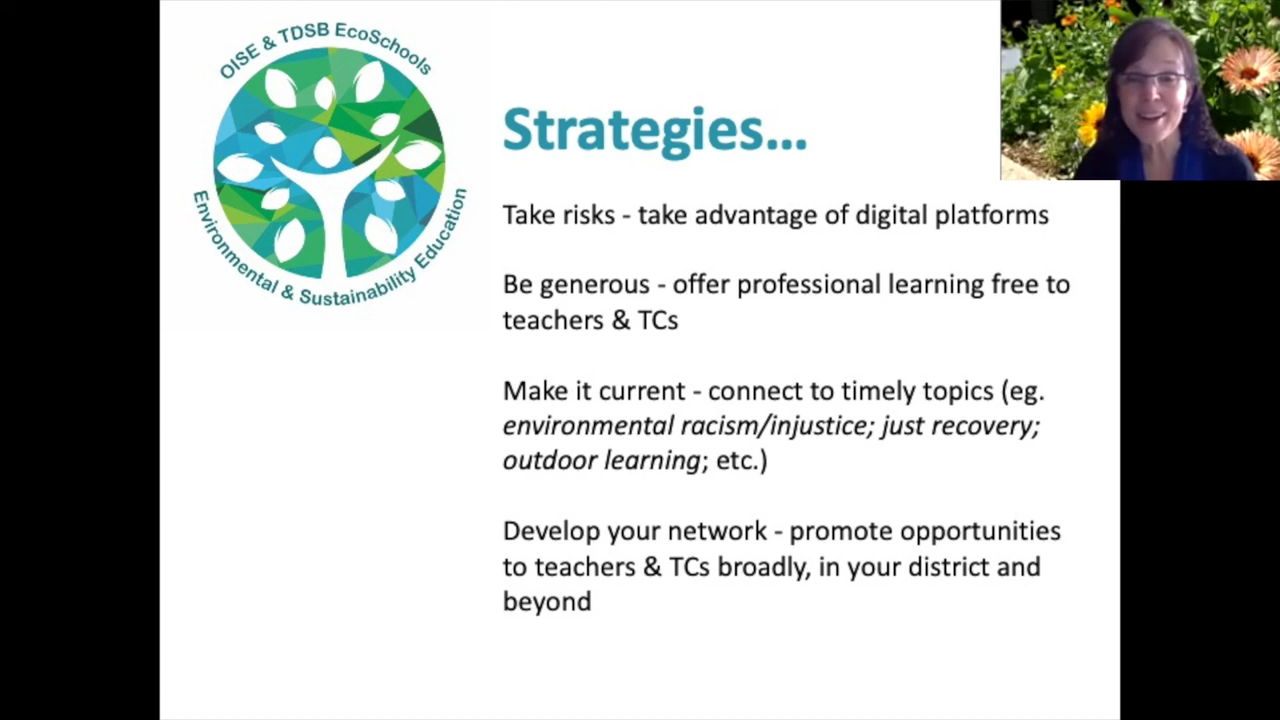 OISE & TDSB EcoSchools
Environmental & Sustainability Education
Strategies...
Take risks - take advantage of digital platforms
Be generous - offer professional learning free to
teachers & TCs
Make it current - connect to timely topics (eg.
environmental racism/injustice; just recovery;
outdoor learning; etc.)
Develop your network - promote opportunities
to teachers & TCs broadly, in your district and
beyond